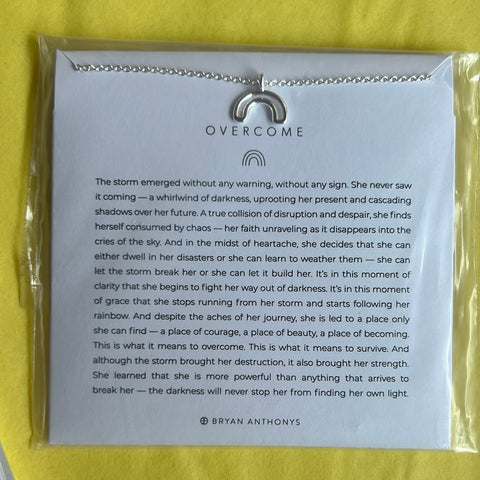 OVERCOME
The storm emerged without any warning, without any sign. She never saw
it coming — a whirlwind of darkness, uprooting her present and cascading
shadows over her future. A true collision of disruption and despair, she finds
herself consumed by chaos — her faith unraveling as it disappears into the
cries of the sky. And in the midst of heartache, she decides that she can
either dwell in her disasters or she can learn to weather them — she can
let the storm break her or she can let it build her. It's in this moment of
clarity that she begins to fight her way out of darkness. It's in this moment
of grace that she stops running from her storm and starts following her
rainbow. And despite the aches of her journey, she is led to a place only
she can find — a place of courage, a place of beauty, a place of becoming.
This is what it means to overcome. This is what it means to survive. And
although the storm brought her destruction, it also brought her strength.
She learned that she is more powerful than anything that arrives to
break her — the darkness will never stop her from finding her own light.
BRYAN ANTHONYS